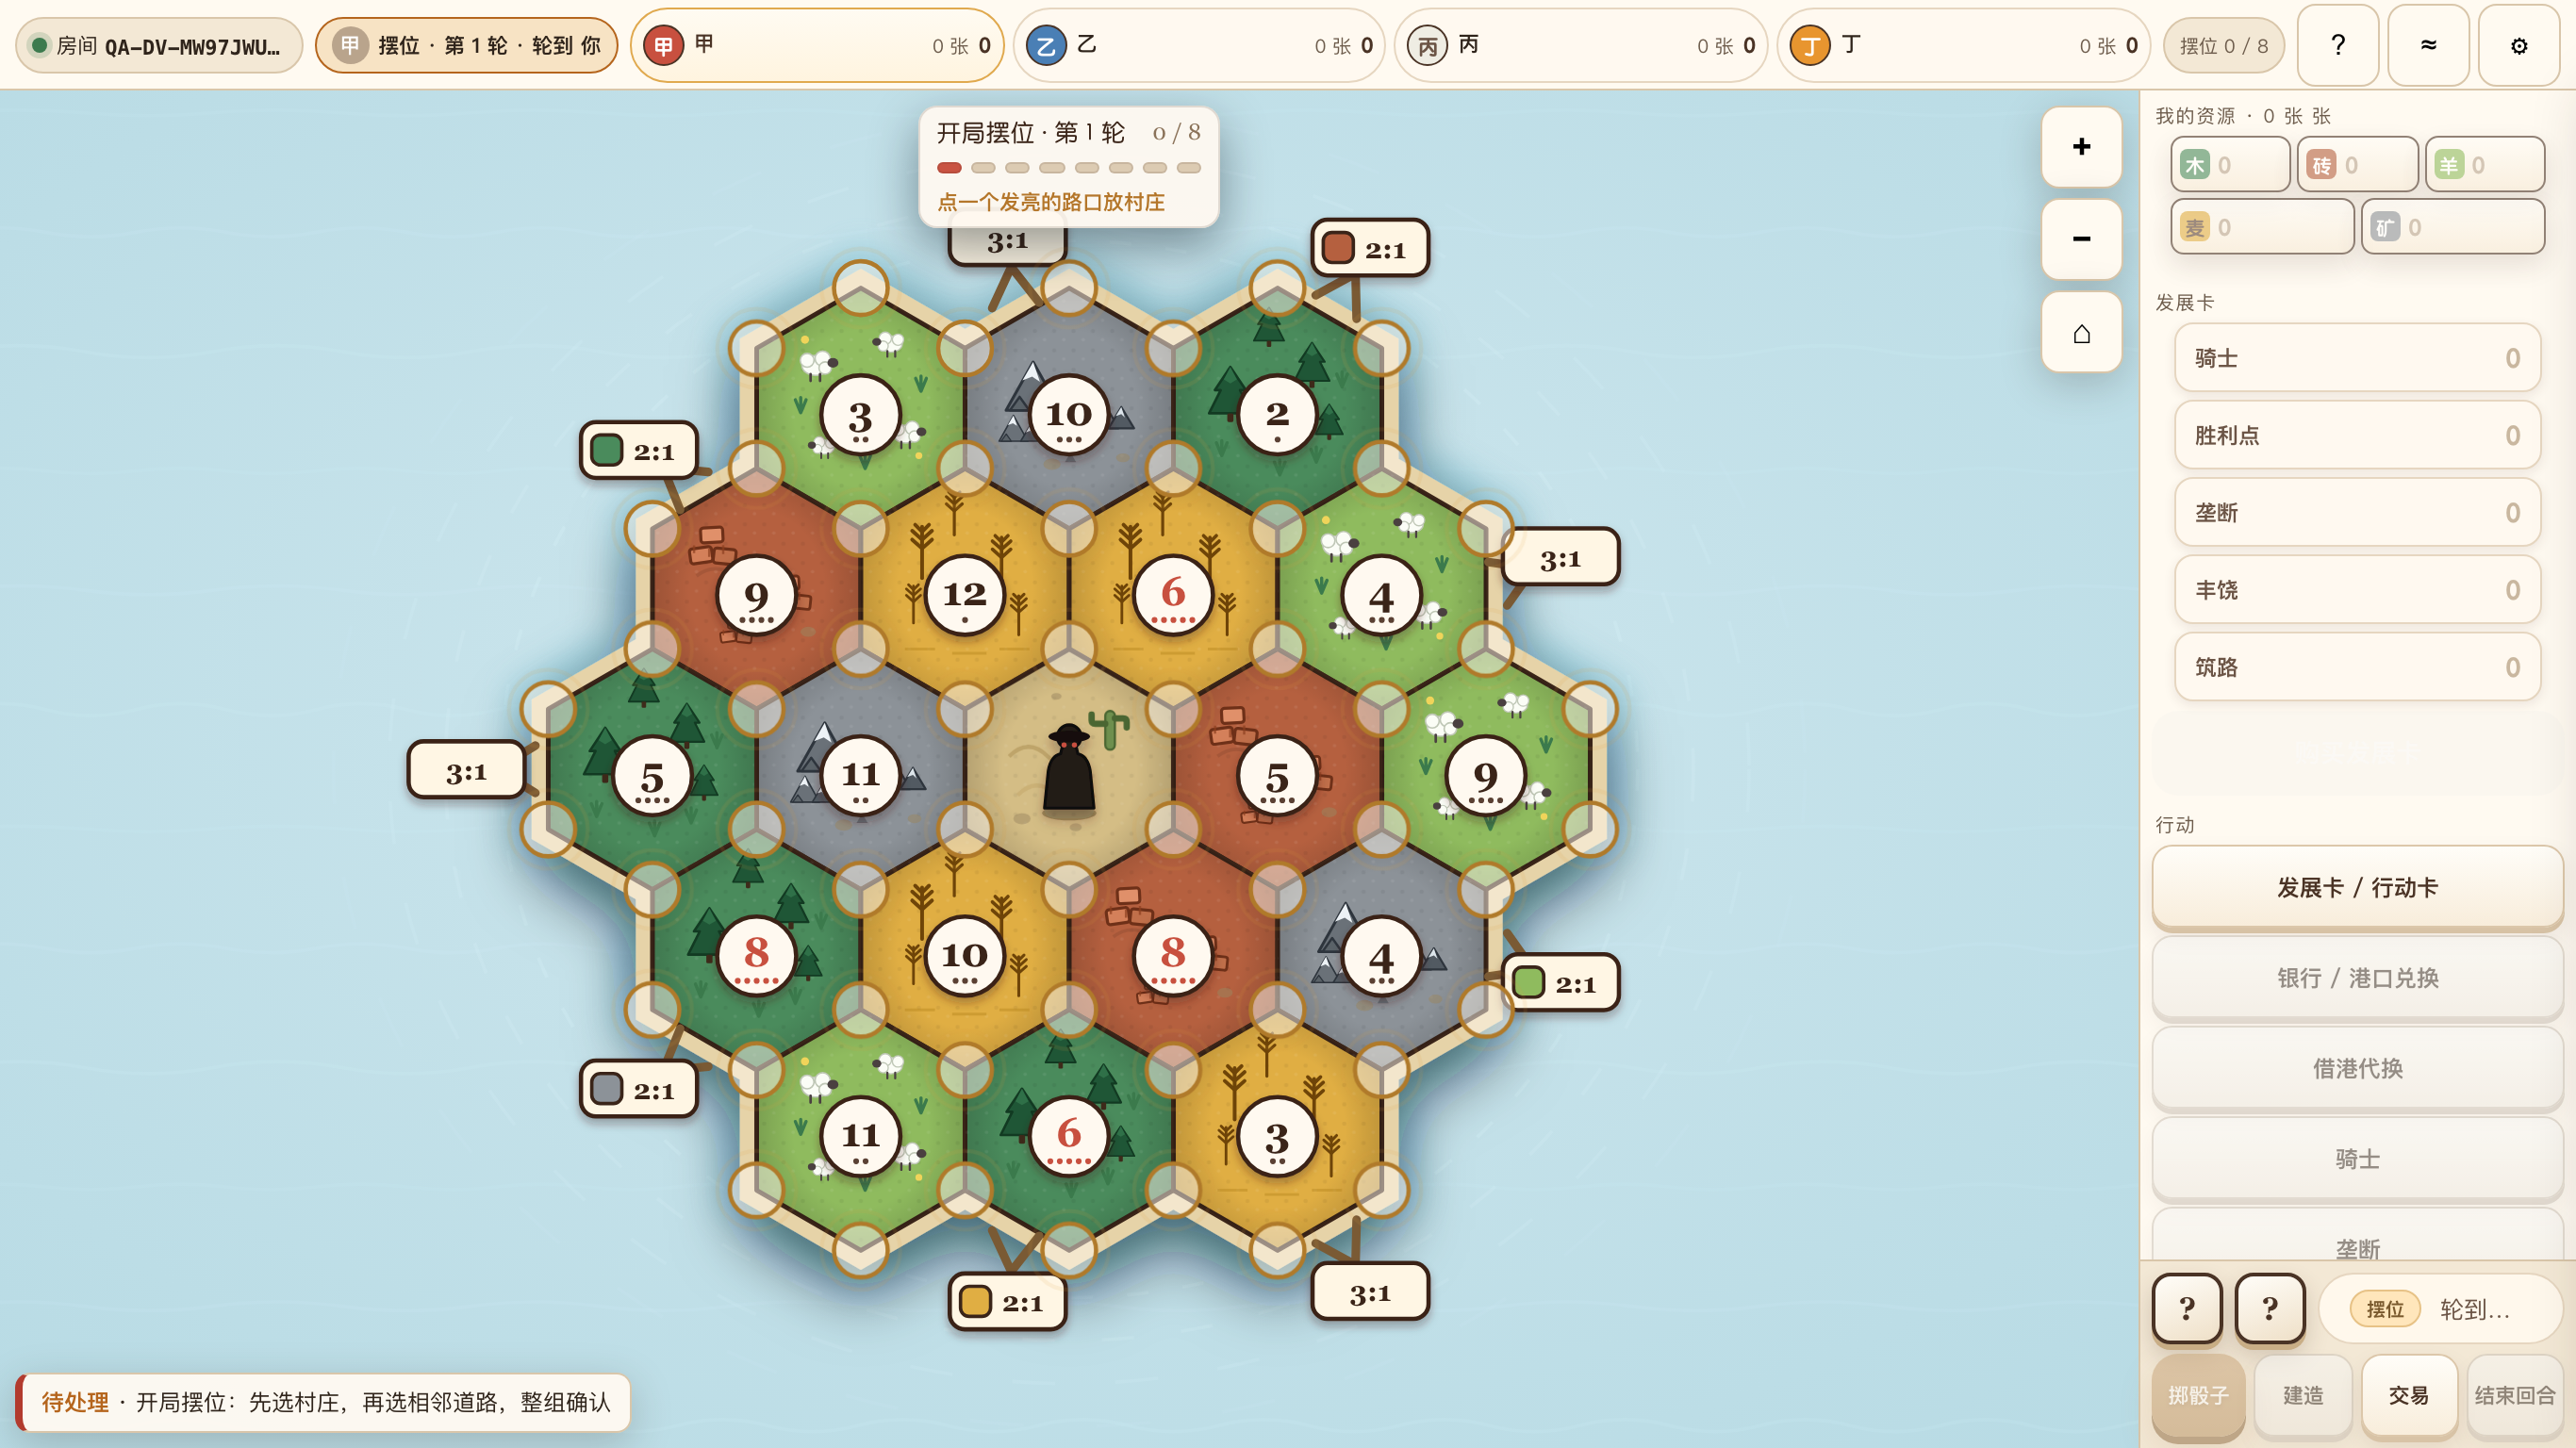 房间 QA-DV-MW97JWU…
甲 摆位 · 第 1 轮 · 轮到 你
甲 甲 0 张 0
乙 乙 0 张 0
丙 丙 0 张 0
丁 丁 0 张 0
摆位 0 / 8
?
≈
⚙
开局摆位 · 第 1 轮 0 / 8
点一个发亮的路口放村庄
+
−
⌂
3:1
2:1
3 10 2
2:1
9 12 6 4
3:1
3:1
5 11 5 9
8 10 8 4
2:1
2:1
11 6 3
2:1
3:1
待处理 · 开局摆位：先选村庄，再选相邻道路，整组确认
我的资源 · 0 张 张
木 0 砖 0 羊 0
麦 0 矿 0
发展卡
骑士 0
胜利点 0
垄断 0
丰饶 0
筑路 0
行动
发展卡 / 行动卡
银行 / 港口兑换
借港代换
骑士
垄断
? ? 摆位 轮到…
掷骰子 建造 交易 结束回合